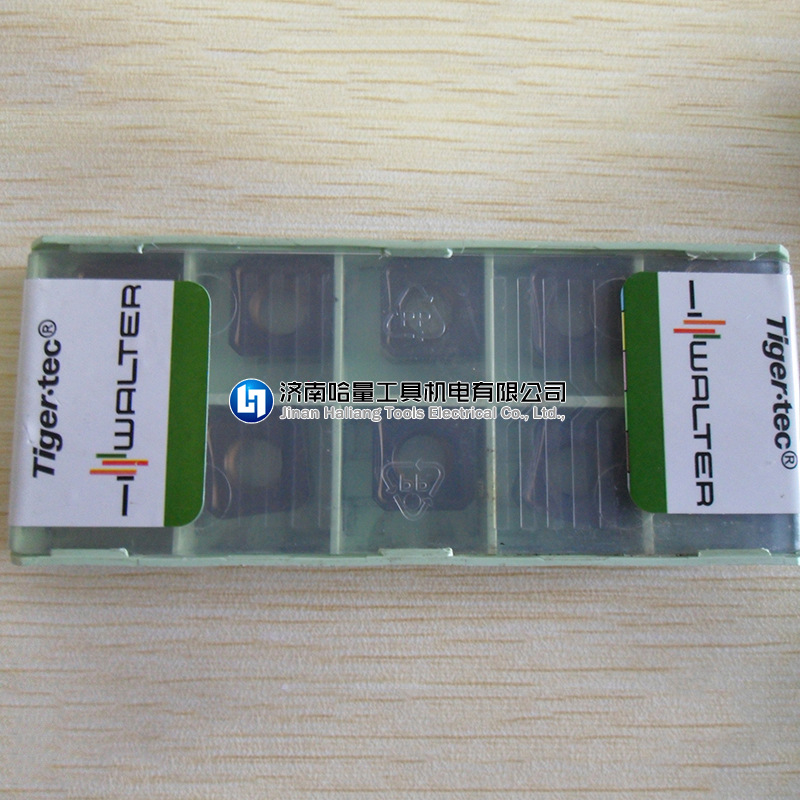 Tiger·tec®
WALTER
济南哈量工具机电有限公司
Jinan Haliang Tools Electrical Co., Ltd.,
WALTER
Tiger·tec®
PP
PP